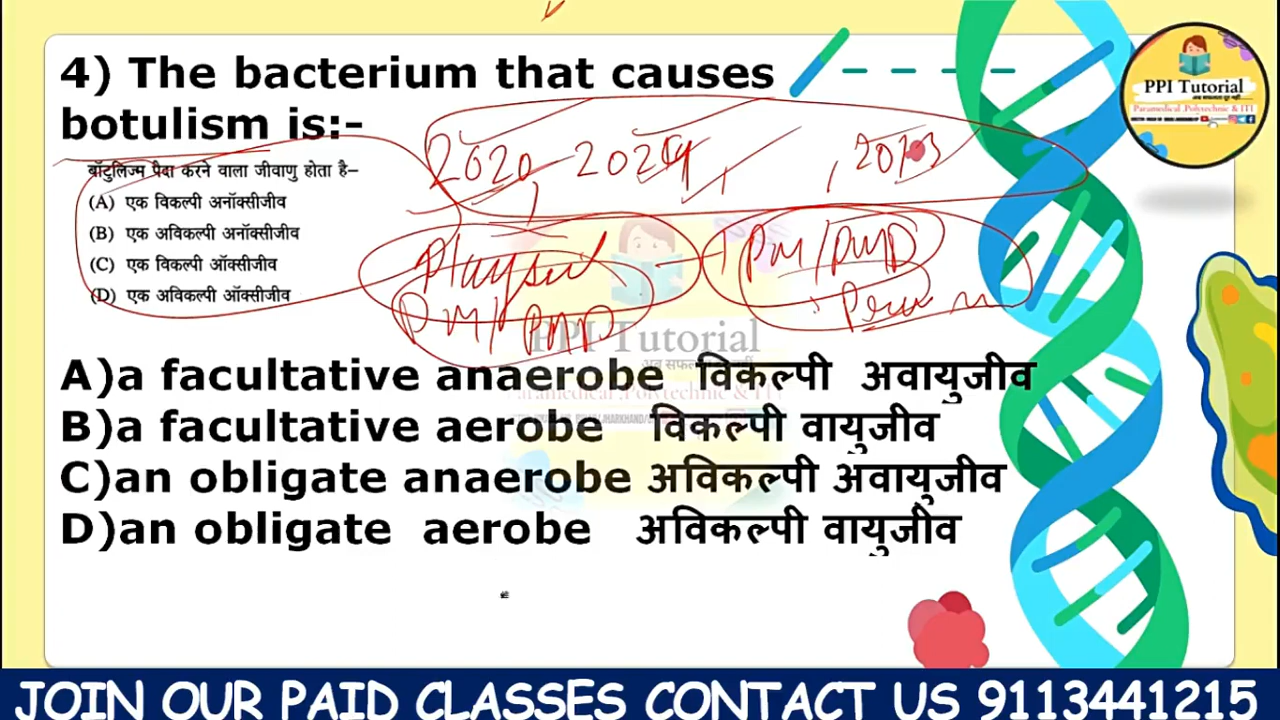 4) The bacterium that causes
botulism is:-
बॉटुलिज्म पैदा करने वाला जीवाणु होता है–
(A) एक विकल्पी अनॉक्सीजीव
(B) एक अविकल्पी अनॉक्सीजीव
(C) एक विकल्पी ऑक्सीजीव
(D) एक अविकल्पी ऑक्सीजीव
2020, 2024, , 2013
PM/PMD
PM/PMD
PPI Tutorial
A)a facultative anaerobe विकल्पी अवायुजीव
B)a facultative aerobe विकल्पी वायुजीव
C)an obligate anaerobe अविकल्पी अवायुजीव
D)an obligate aerobe अविकल्पी वायुजीव
PPI Tutorial
Paramedical ,Polytechnic & ITI
JOIN OUR PAID CLASSES CONTACT US 9113441215